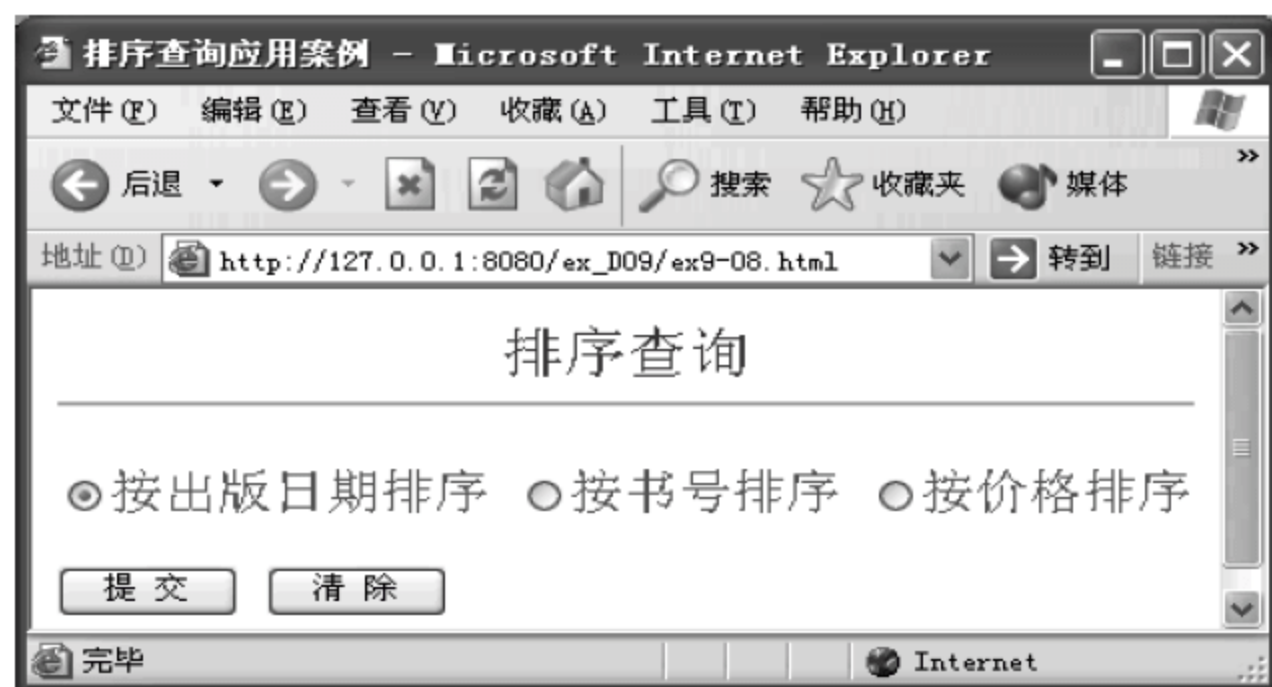 排序查询应用案例 - Microsoft Internet Explorer
文件(F) 编辑(E) 查看(V) 收藏(A) 工具(T) 帮助(H)
后退 搜索 收藏夹 媒体 »
地址(D) http://127.0.0.1:8080/ex_D09/ex9-08.html 转到 链接 »
排序查询
按出版日期排序 按书号排序 按价格排序
提 交 清 除
完毕 Internet